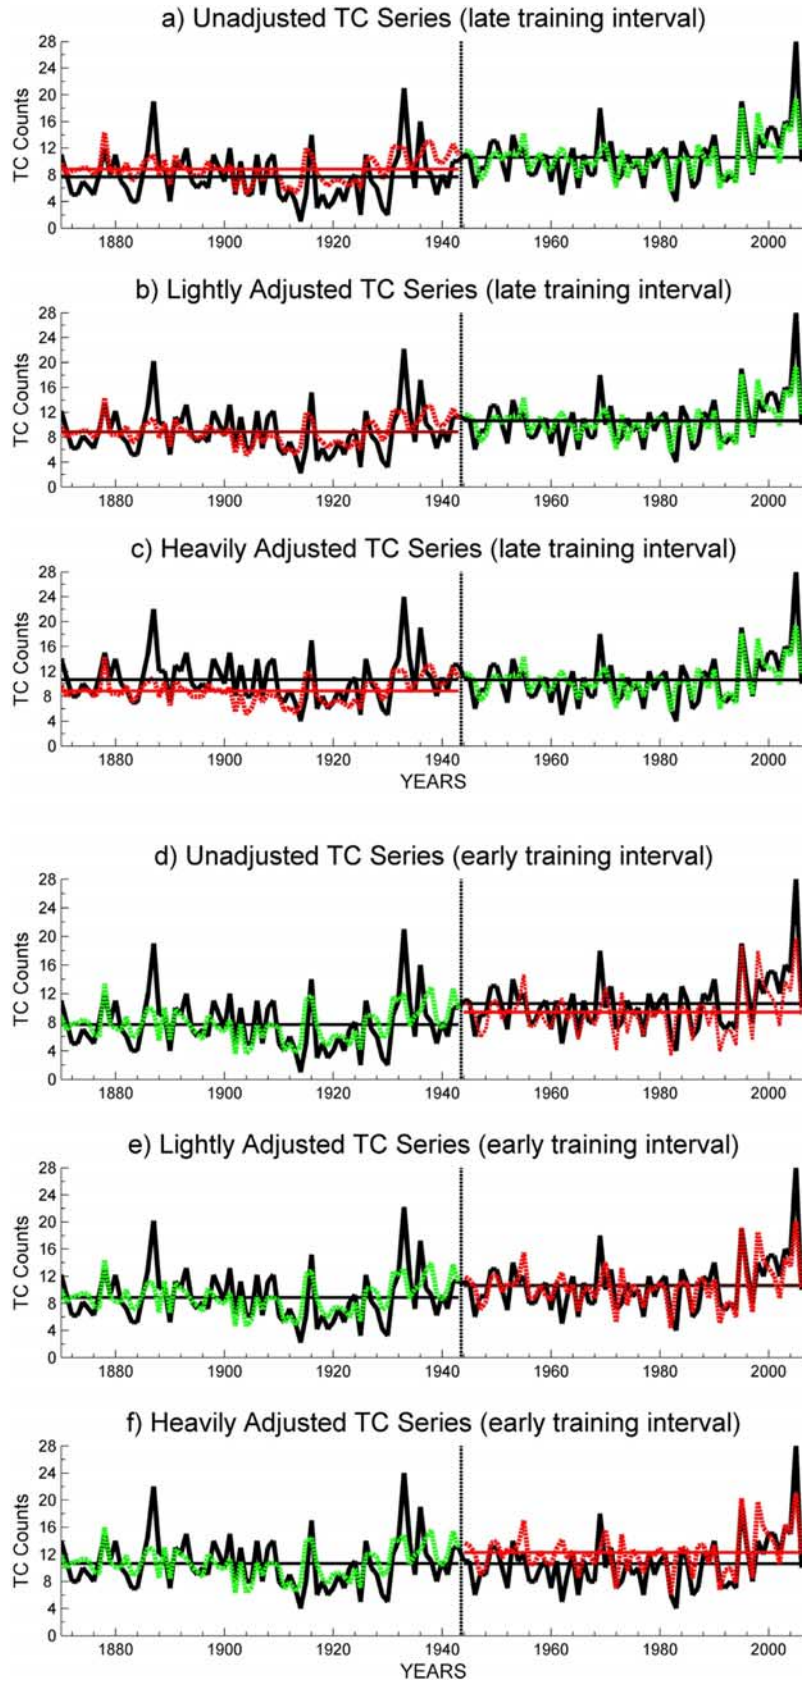 a) Unadjusted TC Series (late training interval)
TC Counts
28
24
20
16
12
8
4
0
1880 1900 1920 1940 1960 1980 2000
b) Lightly Adjusted TC Series (late training interval)
TC Counts
28
24
20
16
12
8
4
0
1880 1900 1920 1940 1960 1980 2000
c) Heavily Adjusted TC Series (late training interval)
TC Counts
28
24
20
16
12
8
4
0
1880 1900 1920 1940 1960 1980 2000
YEARS
d) Unadjusted TC Series (early training interval)
TC Counts
28
24
20
16
12
8
4
0
1880 1900 1920 1940 1960 1980 2000
e) Lightly Adjusted TC Series (early training interval)
TC Counts
28
24
20
16
12
8
4
0
1880 1900 1920 1940 1960 1980 2000
f) Heavily Adjusted TC Series (early training interval)
TC Counts
28
24
20
16
12
8
4
0
1880 1900 1920 1940 1960 1980 2000
YEARS